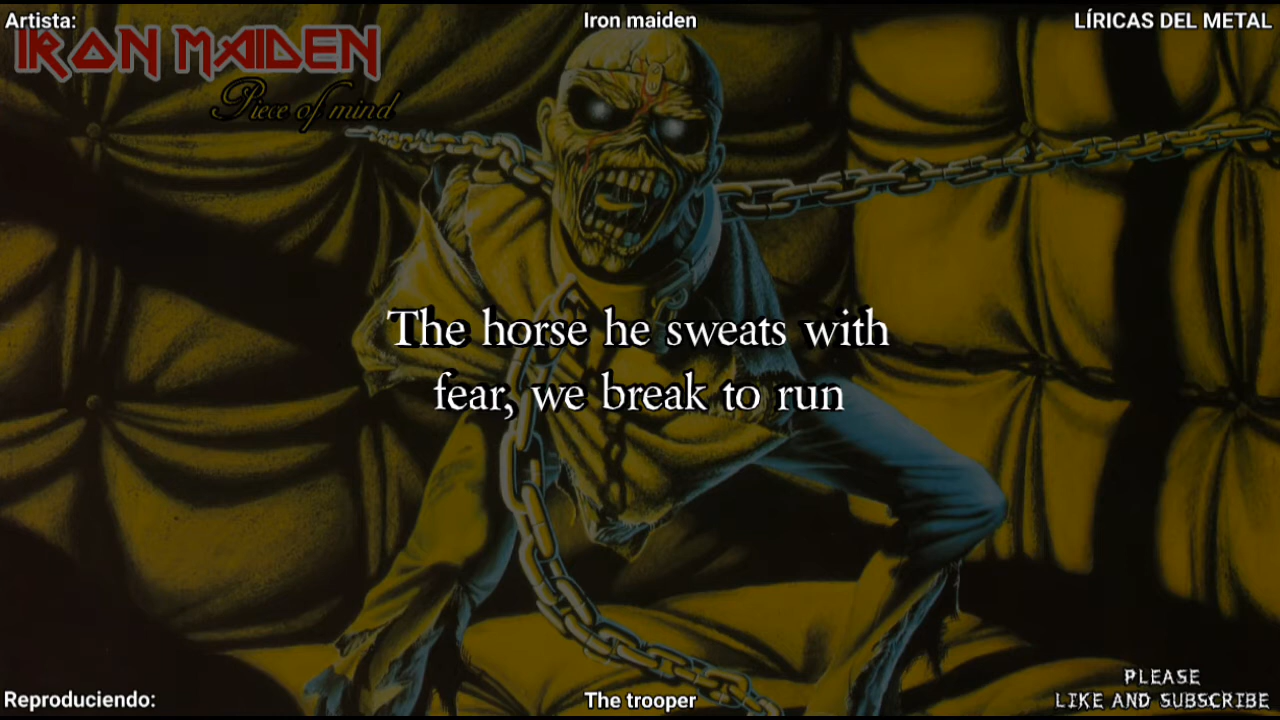 Artista:
Iron maiden
LÍRICAS DEL METAL
IRON MAIDEN
Piece of mind
The horse he sweats with
fear, we break to run
PLEASE
LIKE AND SUBSCRIBE
Reproduciendo:
The trooper